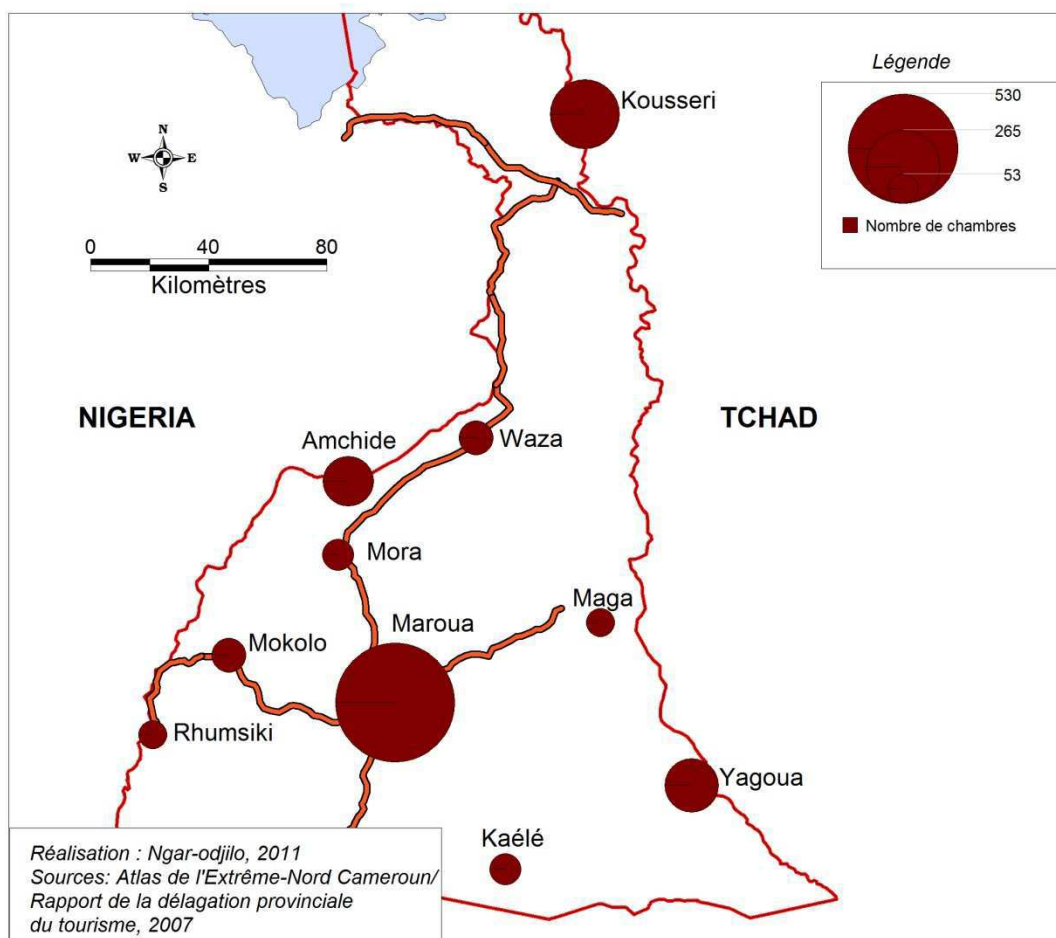 Légende
530
265
53
Nombre de chambres
Kousseri
N
W E
S
0 40 80
Kilomètres
NIGERIA
TCHAD
Amchide
Waza
Mora
Maga
Maroua
Mokolo
Rhumsiki
Yagoua
Kaélé
Réalisation : Ngar-odjilo, 2011
Sources: Atlas de l'Extrême-Nord Cameroun/
Rapport de la délagation provinciale
du tourisme, 2007